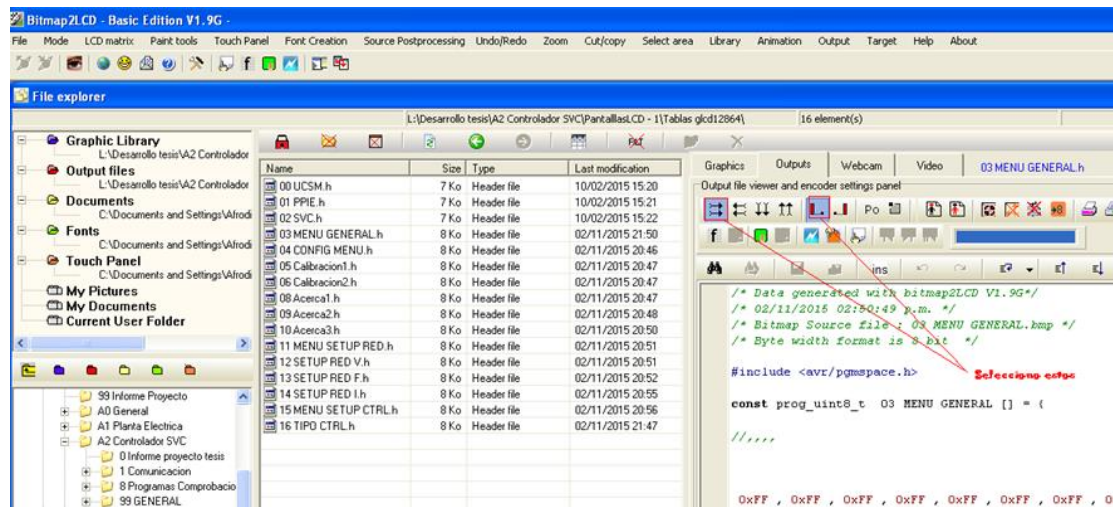 Bitmap2LCD - Basic Edition V1.9G -
File Mode LCD matrix Paint tools Touch Panel Font Creation Source Postprocessing Undo/Redo Zoom Cut/copy Select area Library Animation Output Target Help About
File explorer
L:\Desarrollo tesis\A2 Controlador SVC\PantalllasLCD - 1\Tablas glcd12864\ 16 element(s)
Graphic Library
L:\Desarrollo tesis\A2 Controlador
Output files
L:\Desarrollo tesis\A2 Controlador
Documents
C:\Documents and Settings\Afrodi
Fonts
C:\Documents and Settings\Afrodi
Touch Panel
C:\Documents and Settings\Afrodi
My Pictures
My Documents
Current User Folder
99 Informe Proyecto
A0 General
A1 Planta Electrica
A2 Controlador SVC
0 Informe proyecto tesis
1 Comunicacion
8 Programas Comprobacio
99 GENERAL
Name Size Type Last modification
00 UCSM.h 7 Ko Header file 10/02/2015 15:20
01 PPIE.h 7 Ko Header file 10/02/2015 15:21
02 SVC.h 7 Ko Header file 10/02/2015 15:22
03 MENU GENERAL.h 8 Ko Header file 02/11/2015 21:50
04 CONFIG MENU.h 8 Ko Header file 02/11/2015 20:46
05 Calibracion1.h 8 Ko Header file 02/11/2015 20:47
06 Calibracion2.h 8 Ko Header file 02/11/2015 20:47
08 Acerca1.h 8 Ko Header file 02/11/2015 20:47
09 Acerca2.h 8 Ko Header file 02/11/2015 20:48
10 Acerca3.h 8 Ko Header file 02/11/2015 20:50
11 MENU SETUP RED.h 8 Ko Header file 02/11/2015 20:51
12 SETUP RED V.h 8 Ko Header file 02/11/2015 20:51
13 SETUP RED F.h 8 Ko Header file 02/11/2015 20:52
14 SETUP RED I.h 8 Ko Header file 02/11/2015 20:55
15 MENU SETUP CTRL.h 8 Ko Header file 02/11/2015 20:56
16 TIPO CTRL.h 8 Ko Header file 02/11/2015 21:47
Graphics Outputs Webcam Video 03 MENU GENERAL.h
Output file viewer and encoder settings panel
Po
f
ins
/* Data generated with bitmap2LCD V1.9G*/
/* 02/11/2015 02:50:49 p.m. */
/* Bitmap Source file : 03 MENU GENERAL.bmp */
/* Byte width format is 8 bit */
#include <avr/pgmspace.h>
Selecciona estos
const prog_uint8_t 03 MENU GENERAL [] = {
//,,,,
0xFF , 0xFF , 0xFF , 0xFF , 0xFF , 0xFF , 0xFF , 0